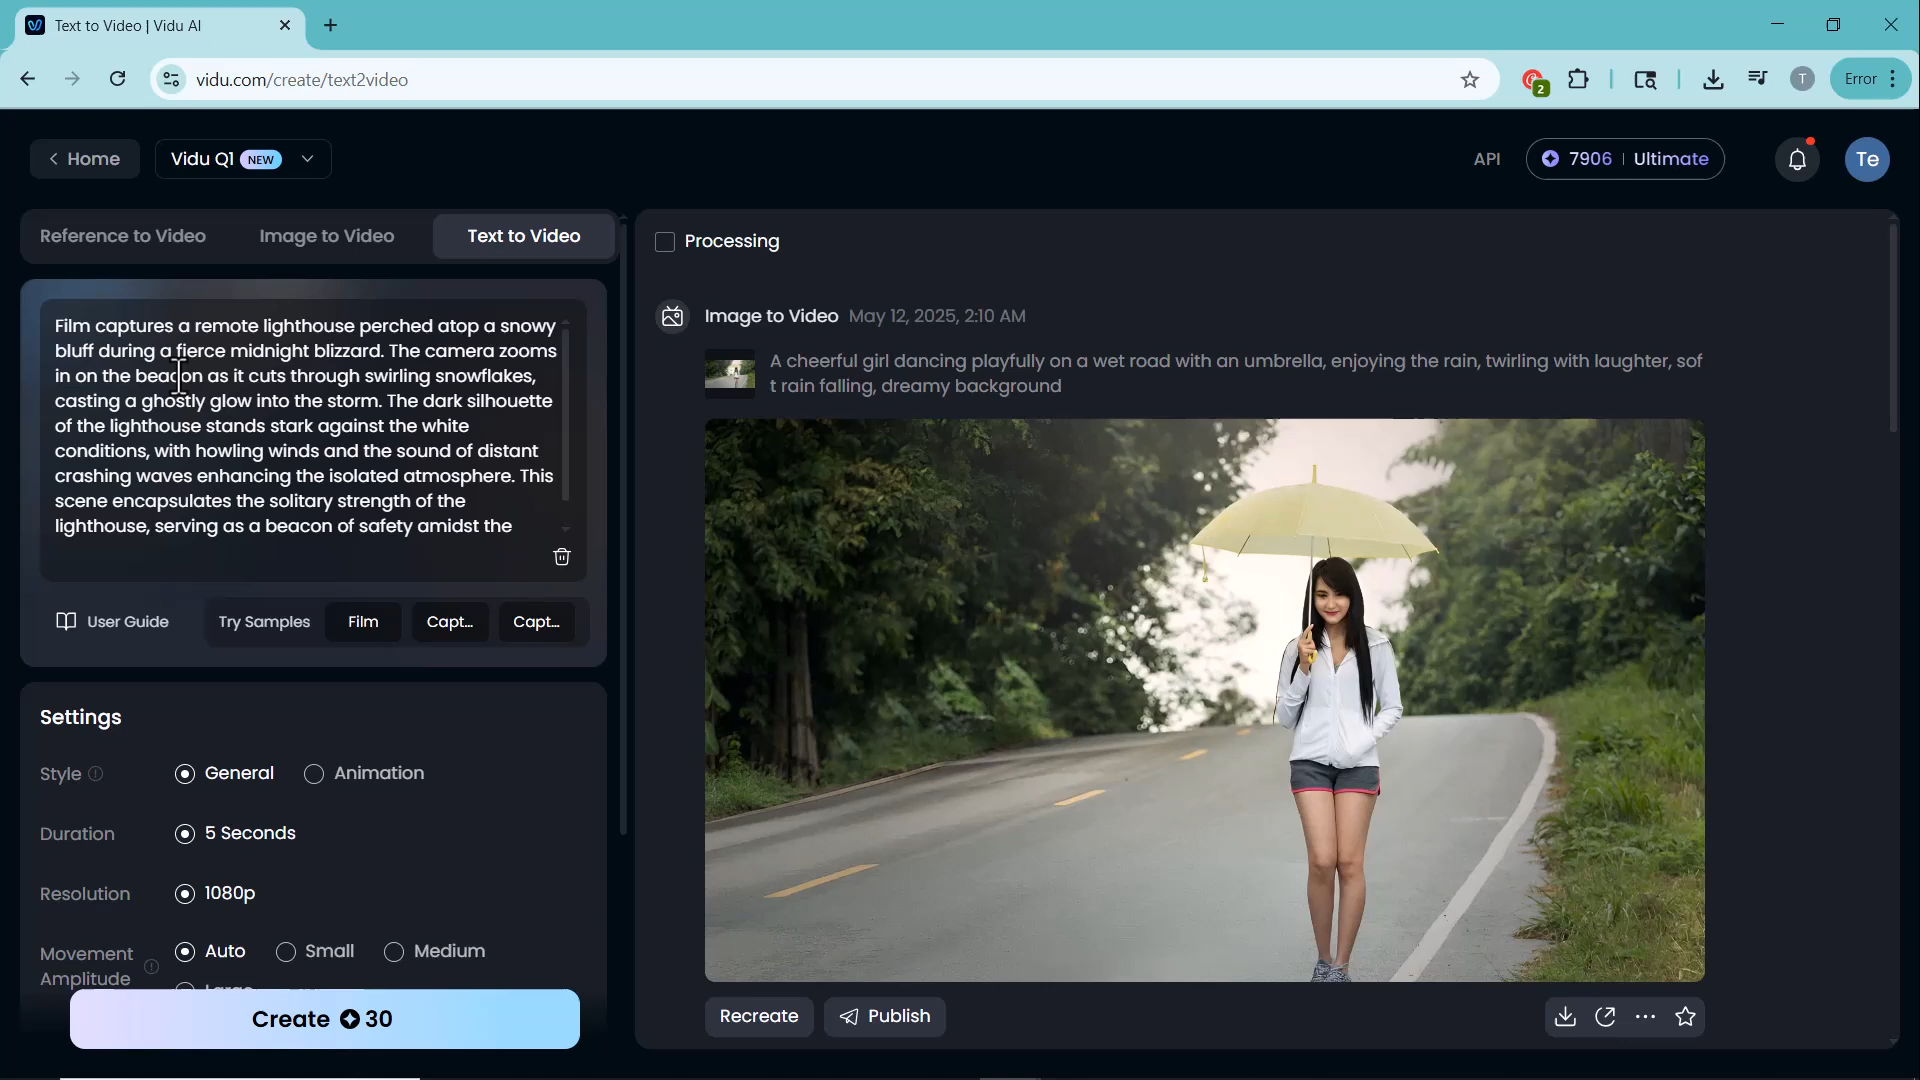 Text to Video | Vidu AI
vidu.com/create/text2video
2
T
Error
Home
Vidu Q1 NEW
API
7906 | Ultimate
Te
Reference to Video
Image to Video
Text to Video
Film captures a remote lighthouse perched atop a snowy
bluff during a fierce midnight blizzard. The camera zooms
in on the beacon as it cuts through swirling snowflakes,
casting a ghostly glow into the storm. The dark silhouette
of the lighthouse stands stark against the white
conditions, with howling winds and the sound of distant
crashing waves enhancing the isolated atmosphere. This
scene encapsulates the solitary strength of the
lighthouse, serving as a beacon of safety amidst the
User Guide
Try Samples
Film
Capt...
Capt...
Settings
Style
General
Animation
Duration
5 Seconds
Resolution
1080p
Movement
Amplitude
Auto
Small
Medium
Create 30
Processing
Image to Video May 12, 2025, 2:10 AM
A cheerful girl dancing playfully on a wet road with an umbrella, enjoying the rain, twirling with laughter, sof
t rain falling, dreamy background
Recreate
Publish